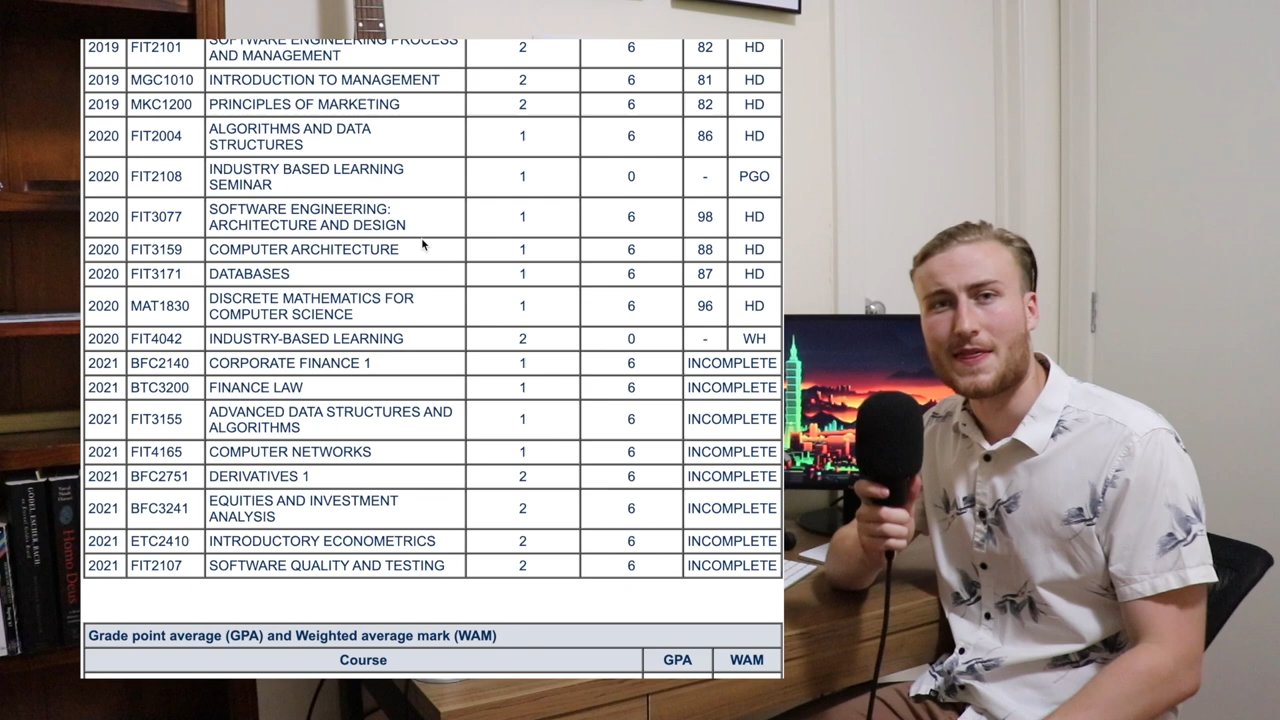 2019 FIT2101 SOFTWARE ENGINEERING PROCESS
AND MANAGEMENT 2 6 82 HD
2019 MGC1010 INTRODUCTION TO MANAGEMENT 2 6 81 HD
2019 MKC1200 PRINCIPLES OF MARKETING 2 6 82 HD
2020 FIT2004 ALGORITHMS AND DATA
STRUCTURES 1 6 86 HD
2020 FIT2108 INDUSTRY BASED LEARNING
SEMINAR 1 0 - PGO
2020 FIT3077 SOFTWARE ENGINEERING:
ARCHITECTURE AND DESIGN 1 6 98 HD
2020 FIT3159 COMPUTER ARCHITECTURE 1 6 88 HD
2020 FIT3171 DATABASES 1 6 87 HD
2020 MAT1830 DISCRETE MATHEMATICS FOR
COMPUTER SCIENCE 1 6 96 HD
2020 FIT4042 INDUSTRY-BASED LEARNING 2 0 - WH
2021 BFC2140 CORPORATE FINANCE 1 1 6 INCOMPLETE
2021 BTC3200 FINANCE LAW 1 6 INCOMPLETE
2021 FIT3155 ADVANCED DATA STRUCTURES AND
ALGORITHMS 1 6 INCOMPLETE
2021 FIT4165 COMPUTER NETWORKS 1 6 INCOMPLETE
2021 BFC2751 DERIVATIVES 1 2 6 INCOMPLETE
2021 BFC3241 EQUITIES AND INVESTMENT
ANALYSIS 2 6 INCOMPLETE
2021 ETC2410 INTRODUCTORY ECONOMETRICS 2 6 INCOMPLETE
2021 FIT2107 SOFTWARE QUALITY AND TESTING 2 6 INCOMPLETE
Grade point average (GPA) and Weighted average mark (WAM)
Course GPA WAM
GÖDEL, ESCHER, BACH
Homo Deus